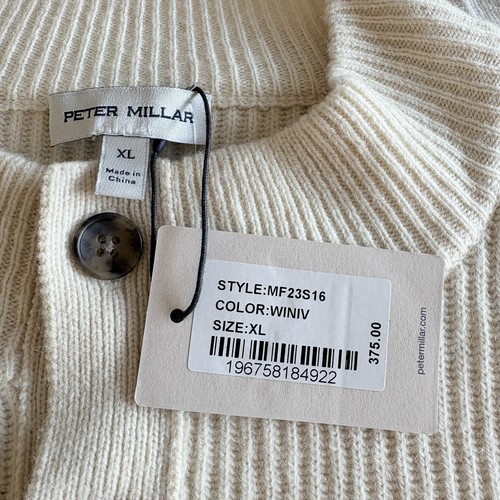 PETER MILLAR
XL
Made in
China
STYLE:MF23S16
COLOR:WINIV
SIZE:XL
196758184922
375.00
petermillar.com